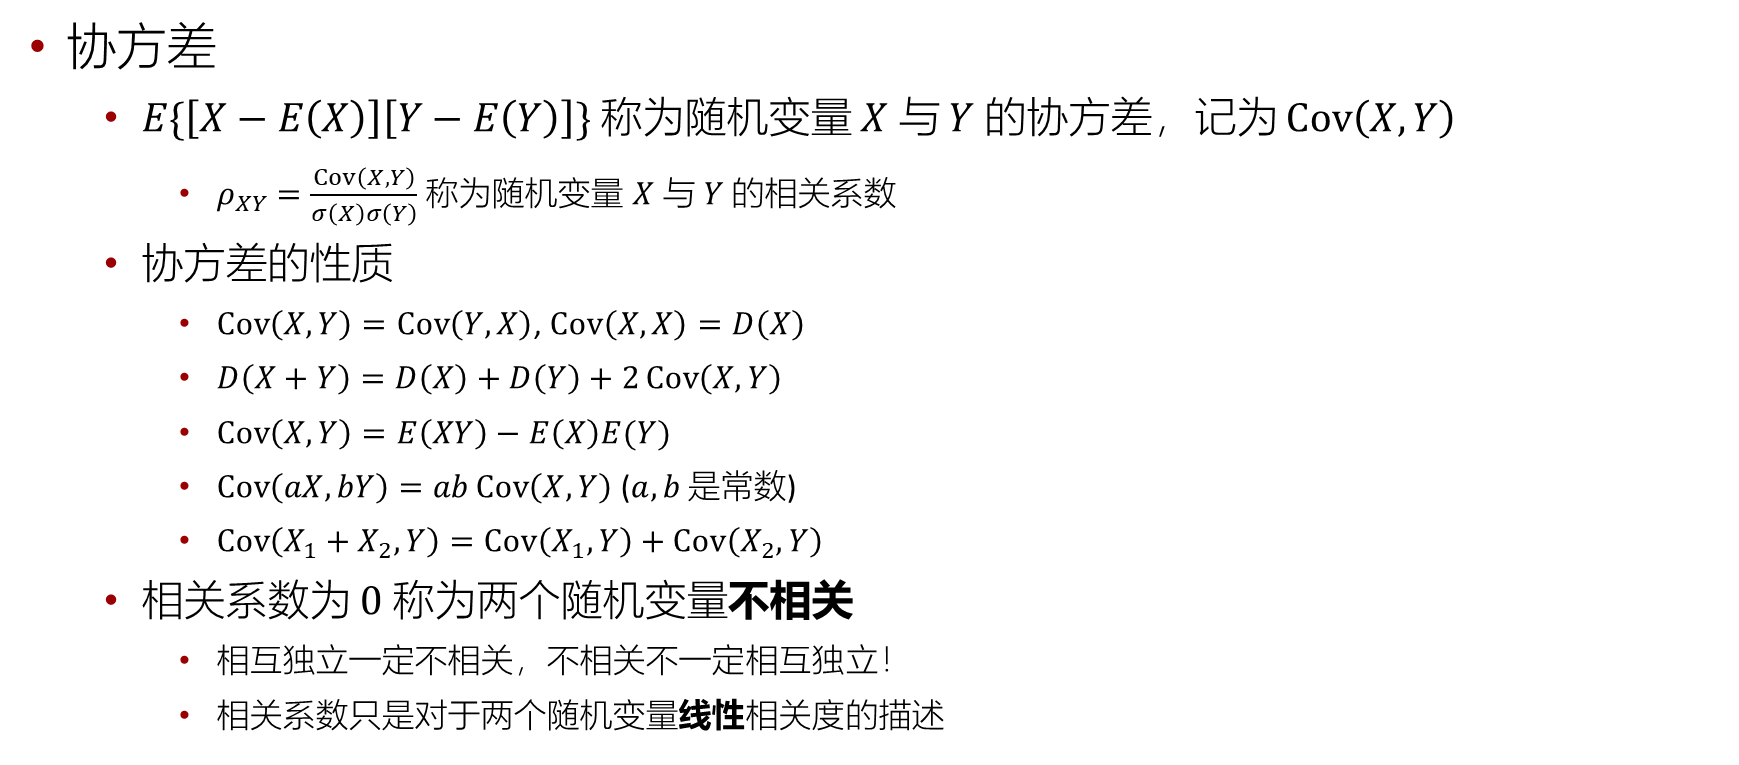 • 协方差
• E{[X − E(X)][Y − E(Y)]} 称为随机变量 X 与 Y 的协方差，记为 Cov(X, Y)
• ρ_XY = Cov(X,Y)/σ(X)σ(Y) 称为随机变量 X 与 Y 的相关系数
• 协方差的性质
• Cov(X, Y) = Cov(Y, X), Cov(X, X) = D(X)
• D(X + Y) = D(X) + D(Y) + 2 Cov(X, Y)
• Cov(X, Y) = E(XY) − E(X)E(Y)
• Cov(aX, bY) = ab Cov(X, Y) (a, b 是常数)
• Cov(X₁ + X₂, Y) = Cov(X₁, Y) + Cov(X₂, Y)
• 相关系数为 0 称为两个随机变量不相关
• 相互独立一定不相关，不相关不一定相互独立！
• 相关系数只是对于两个随机变量线性相关度的描述